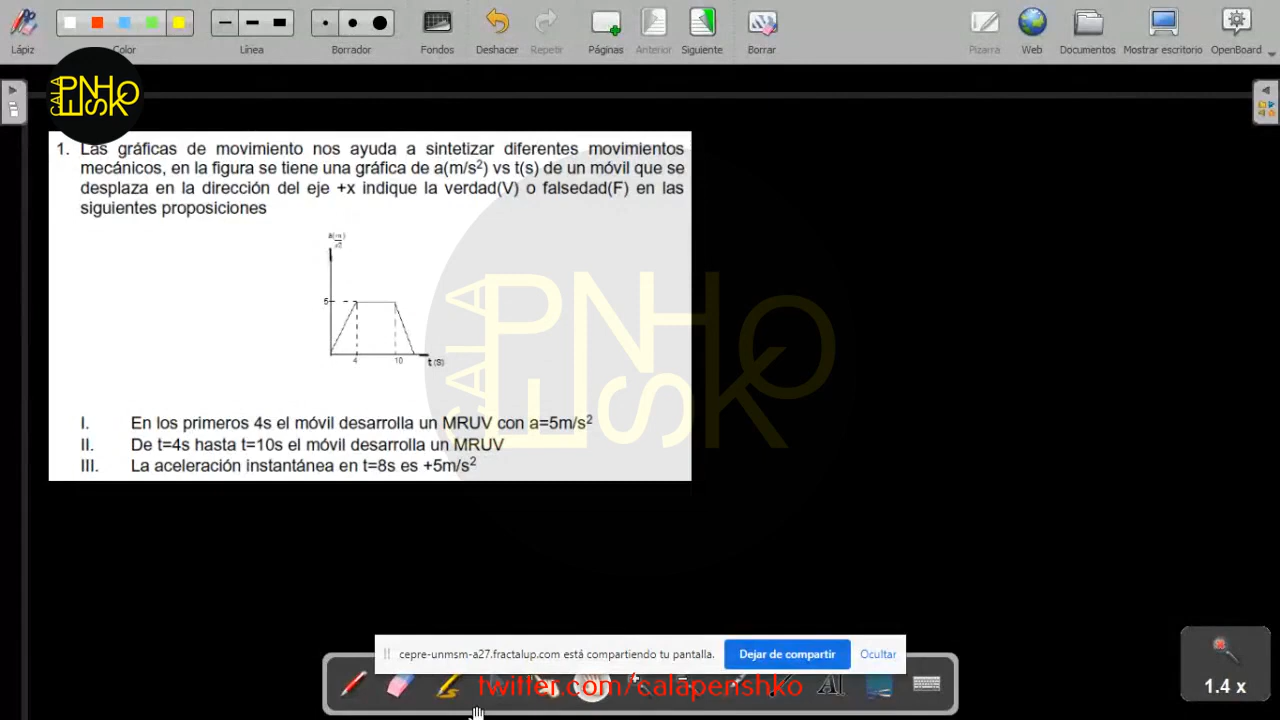 Lápiz
Color
Línea
Borrador
Fondos
Deshacer
Repetir
Páginas
Anterior
Siguiente
Borrar
Pizarra
Web
Documentos
Mostrar escritorio
OpenBoard
CALA
PENSHKO
1. Las gráficas de movimiento nos ayuda a sintetizar diferentes movimientos
mecánicos, en la figura se tiene una gráfica de a(m/s²) vs t(s) de un móvil que se
desplaza en la dirección del eje +x indique la verdad(V) o falsedad(F) en las
siguientes proposiciones
5
4
10
t (S)
I. En los primeros 4s el móvil desarrolla un MRUV con a=5m/s²
II. De t=4s hasta t=10s el móvil desarrolla un MRUV
III. La aceleración instantánea en t=8s es +5m/s²
CALA
PENSHKO
cepre-unmsm-a27.fractalup.com está compartiendo tu pantalla.
Dejar de compartir
Ocultar
twitter.com/calapenshko
1.4 x